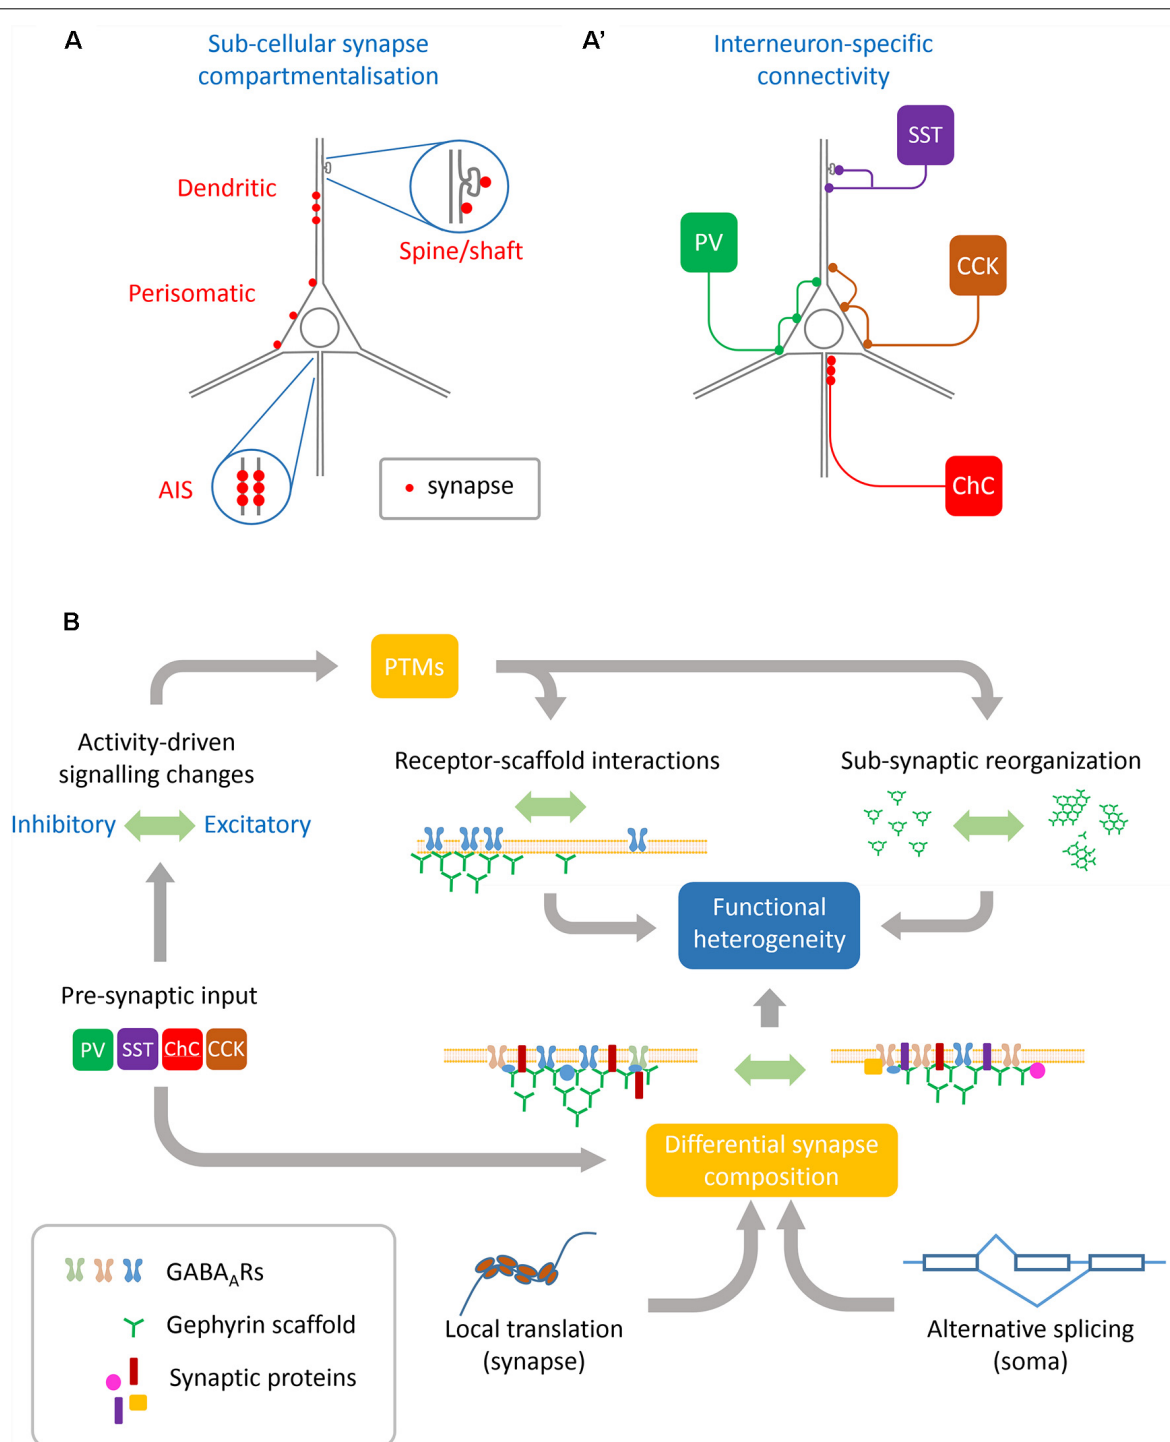 A
Sub-cellular synapse
compartmentalisation
Dendritic
Spine/shaft
Perisomatic
AIS
synapse
A’
Interneuron-specific
connectivity
SST
PV
CCK
ChC
B
PTMs
Activity-driven
signalling changes
Inhibitory
Excitatory
Receptor-scaffold interactions
Sub-synaptic reorganization
Functional
heterogeneity
Pre-synaptic input
PV SST ChC CCK
Differential synapse
composition
GABA_ARs
Gephyrin scaffold
Synaptic proteins
Local translation
(synapse)
Alternative splicing
(soma)